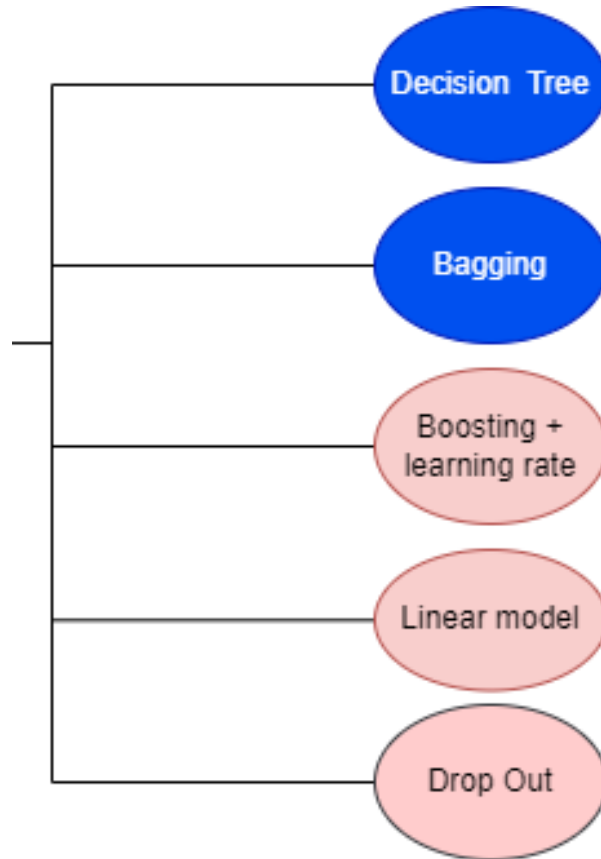 Decision Tree
Bagging
Boosting +
learning rate
Linear model
Drop Out